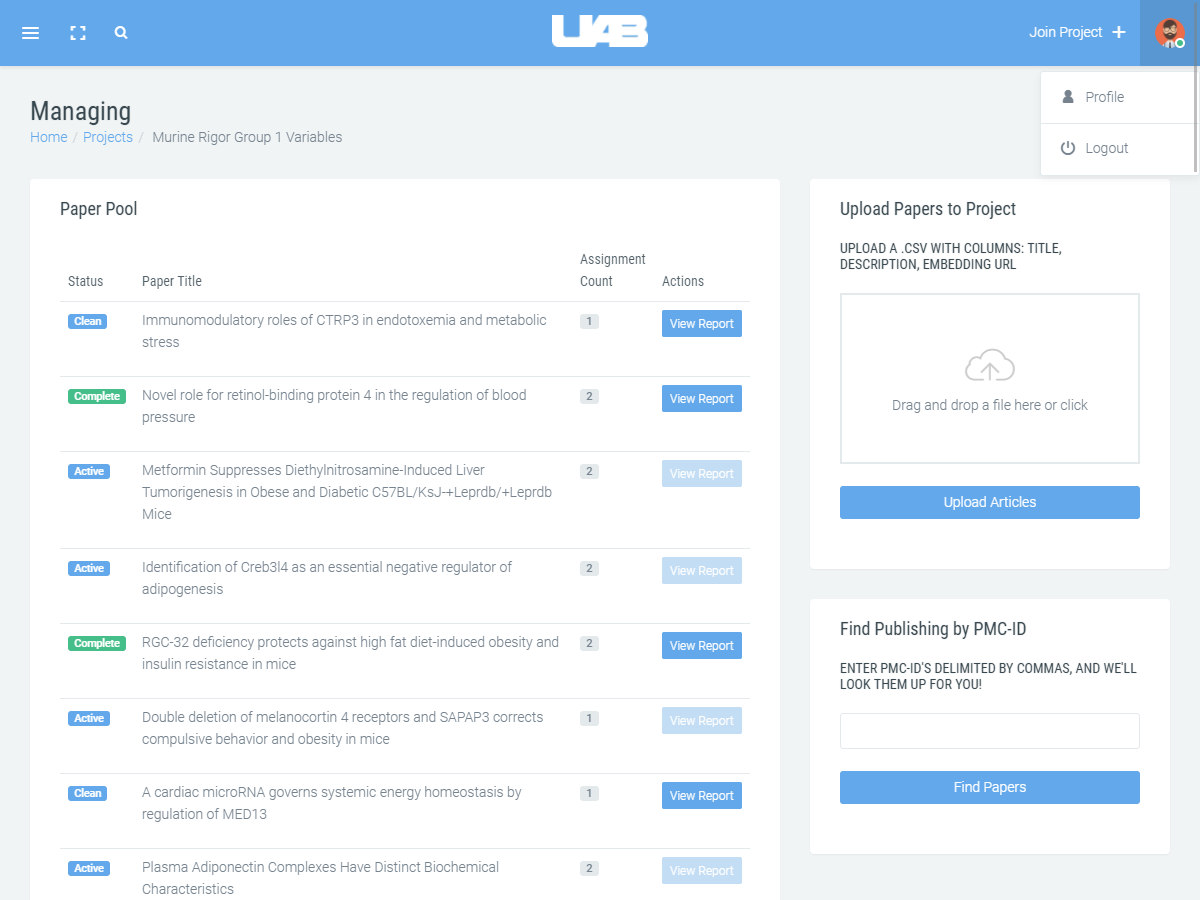 UAB
Join Project
Profile
Logout
Managing
Home / Projects / Murine Rigor Group 1 Variables
Paper Pool
Status Paper Title Assignment Count Actions
Clean Immunomodulatory roles of CTRP3 in endotoxemia and metabolic 1 View Report
stress
Complete Novel role for retinol-binding protein 4 in the regulation of blood 2 View Report
pressure
Active Metformin Suppresses Diethylnitrosamine-Induced Liver 2 View Report
Tumorigenesis in Obese and Diabetic C57BL/KsJ-+Leprdb/+Leprdb
Mice
Active Identification of Creb3l4 as an essential negative regulator of 2 View Report
adipogenesis
Complete RGC-32 deficiency protects against high fat diet-induced obesity and 2 View Report
insulin resistance in mice
Active Double deletion of melanocortin 4 receptors and SAPAP3 corrects 1 View Report
compulsive behavior and obesity in mice
Clean A cardiac microRNA governs systemic energy homeostasis by 1 View Report
regulation of MED13
Active Plasma Adiponectin Complexes Have Distinct Biochemical 2 View Report
Characteristics
Upload Papers to Project
UPLOAD A .CSV WITH COLUMNS: TITLE,
DESCRIPTION, EMBEDDING URL
Drag and drop a file here or click
Upload Articles
Find Publishing by PMC-ID
ENTER PMC-ID'S DELIMITED BY COMMAS, AND WE'LL
LOOK THEM UP FOR YOU!
Find Papers